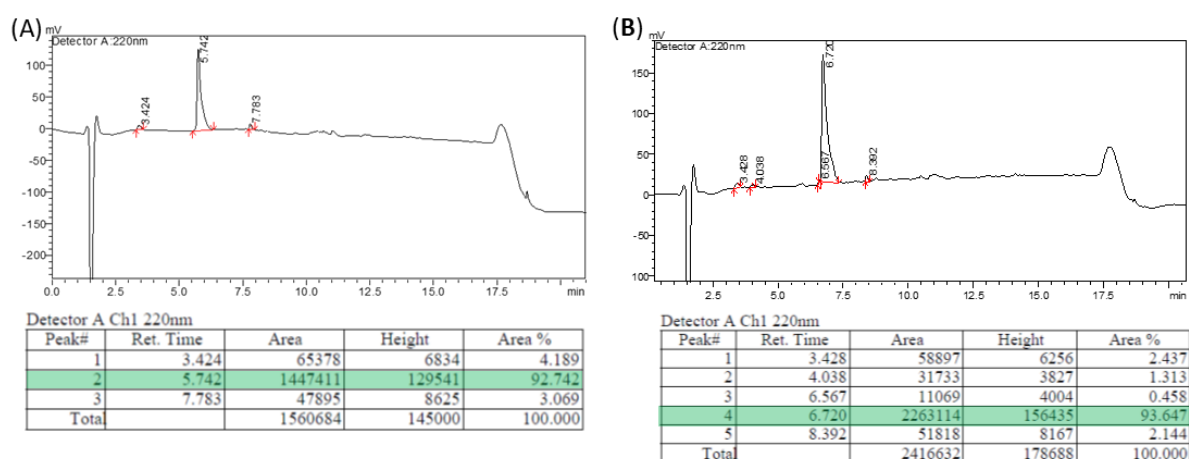 (A)
mV
Detector A:220nm
5.742
3.424
7.783
100
50
0
-50
-100
-150
-200
0.0 2.5 5.0 7.5 10.0 12.5 15.0 17.5 min
Detector A Ch1 220nm
Peak# Ret. Time Area Height Area %
1 3.424 65378 6834 4.189
2 5.742 1447411 129541 92.742
3 7.783 47895 8625 3.069
Total 1560684 145000 100.000
(B)
mV
Detector A:220nm
6.720
3.428
4.038
6.567
8.392
150
100
50
0
-50
100
2.5 5.0 7.5 10.0 12.5 15.0 17.5 min
Detector A Ch1 220nm
Peak# Ret. Time Area Height Area %
1 3.428 58897 6256 2.437
2 4.038 31733 3827 1.313
3 6.567 11069 4004 0.458
4 6.720 2263114 156435 93.647
5 8.392 51818 8167 2.144
Total 2416632 178688 100.000